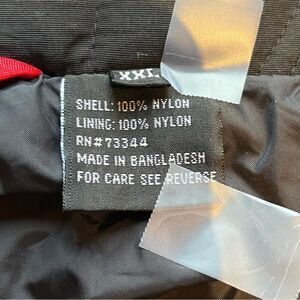 XXL
SHELL: 100% NYLON
LINING: 100% NYLON
RN#73344
MADE IN BANGLADESH
FOR CARE SEE REVERSE